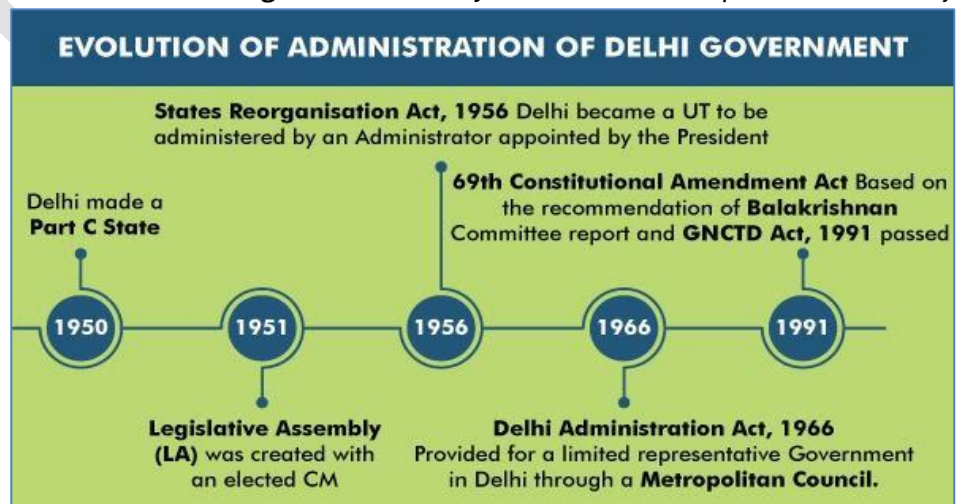 EVOLUTION OF ADMINISTRATION OF DELHI GOVERNMENT
States Reorganisation Act, 1956 Delhi became a UT to be
administered by an Administrator appointed by the President
69th Constitutional Amendment Act Based on
the recommendation of Balakrishnan
Committee report and GNCTD Act, 1991 passed
Delhi made a
Part C State
1950
1951
1956
1966
1991
Legislative Assembly
(LA) was created with
an elected CM
Delhi Administration Act, 1966
Provided for a limited representative Government
in Delhi through a Metropolitan Council.